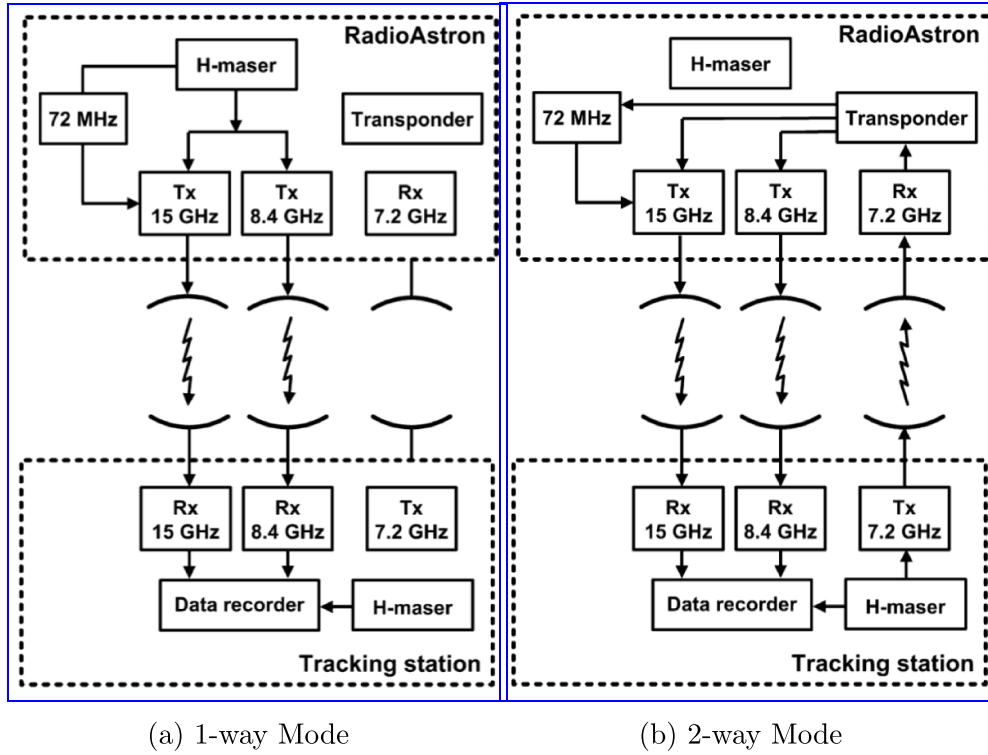 RadioAstron
H-maser
72 MHz
Transponder
Tx
15 GHz
Tx
8.4 GHz
Rx
7.2 GHz
Rx
15 GHz
Rx
8.4 GHz
Tx
7.2 GHz
Data recorder
H-maser
Tracking station
(a) 1-way Mode
RadioAstron
H-maser
72 MHz
Transponder
Tx
15 GHz
Tx
8.4 GHz
Rx
7.2 GHz
Rx
15 GHz
Rx
8.4 GHz
Tx
7.2 GHz
Data recorder
H-maser
Tracking station
(b) 2-way Mode